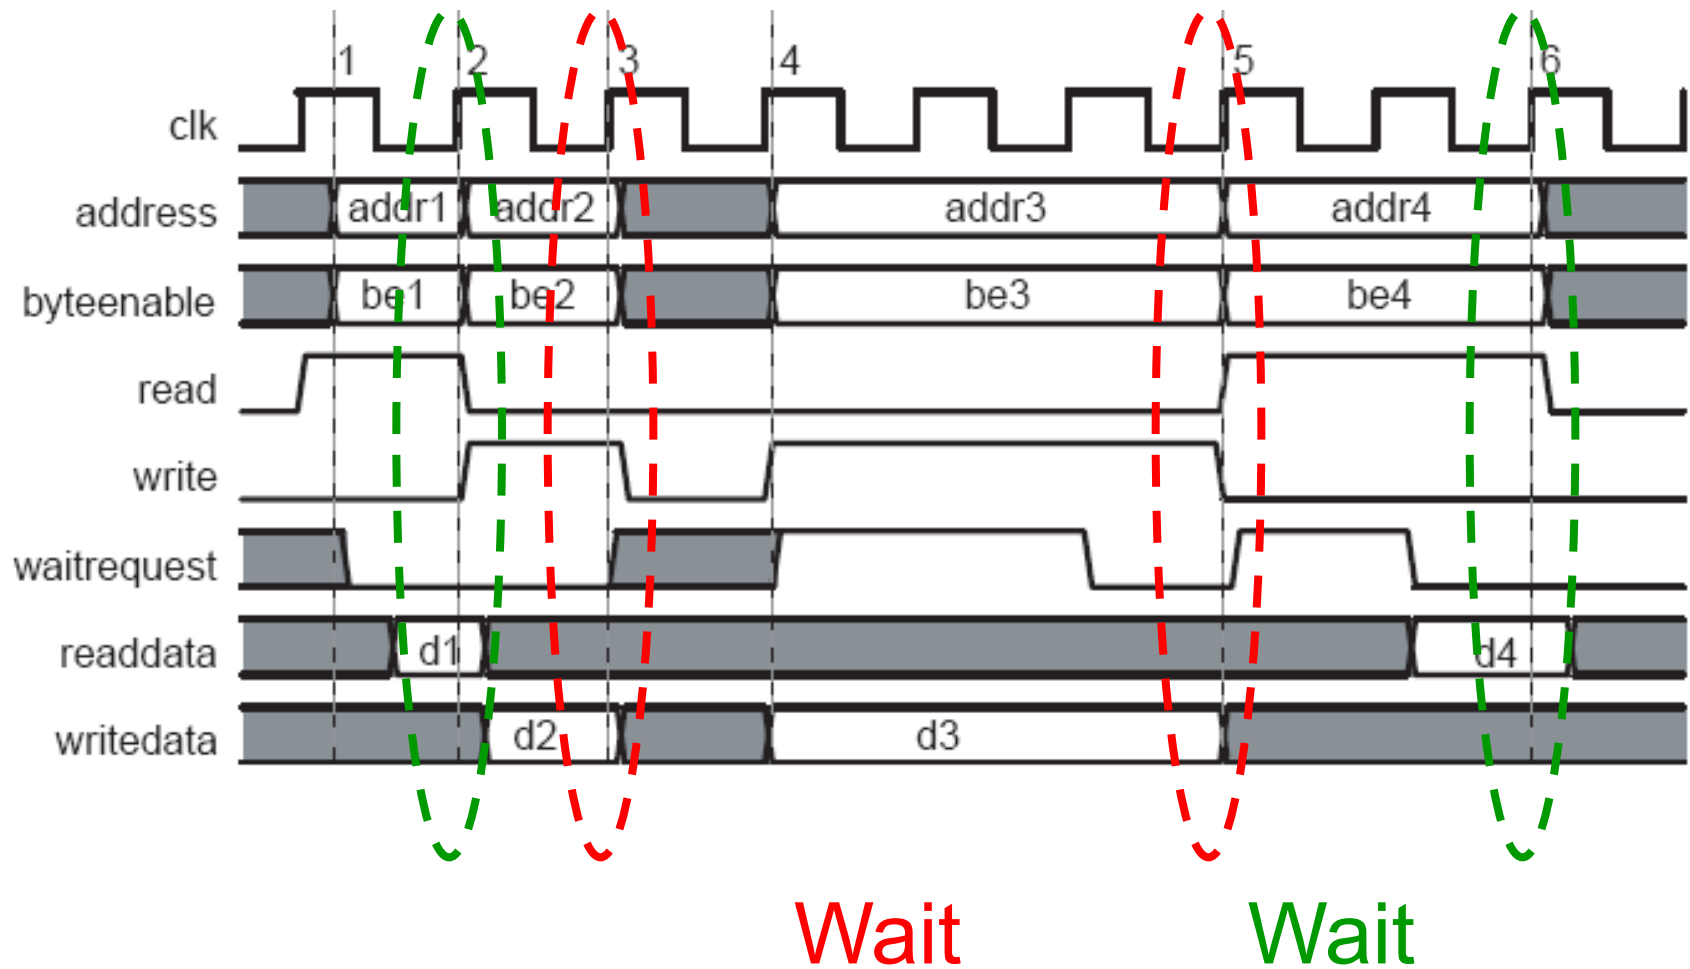 1 2 3 4 5 6
clk
address addr1 addr2 addr3 addr4
byteenable be1 be2 be3 be4
read
write
waitrequest
readdata d1 d4
writedata d2 d3
Wait Wait